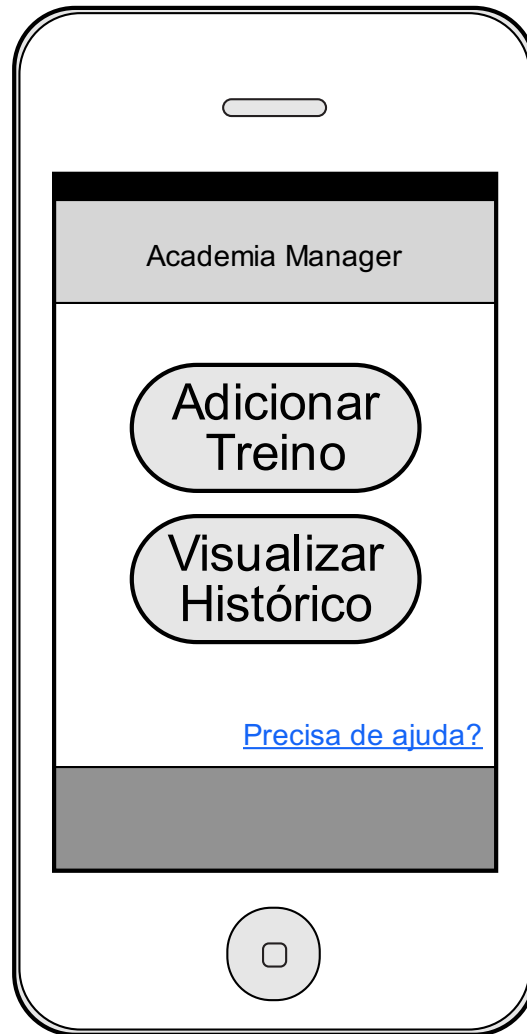 Academia Manager
Adicionar
Treino
Visualizar
Histórico
Precisa de ajuda?